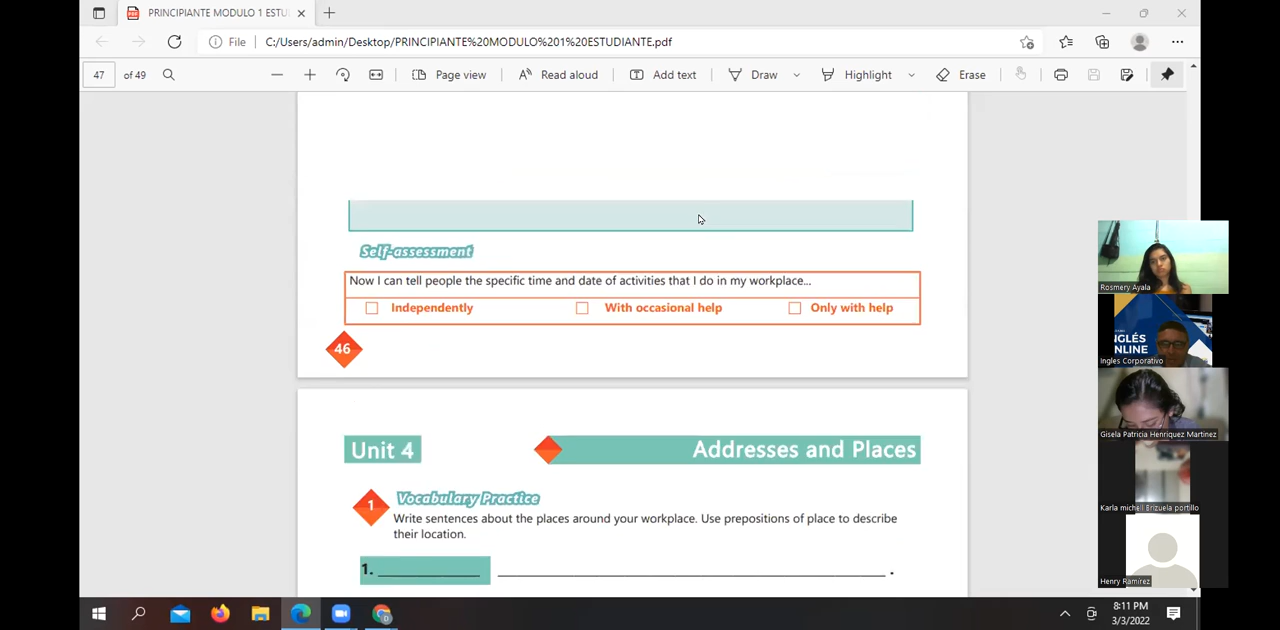 PRINCIPIANTE MODULO 1 ESTU
File C:/Users/admin/Desktop/PRINCIPIANTE%20MODULO%201%20ESTUDIANTE.pdf
47 of 49 Page view Read aloud Add text Draw Highlight Erase
Self-assessment
Now I can tell people the specific time and date of activities that I do in my workplace...
Independently With occasional help Only with help
46
Unit 4 Addresses and Places
1 Vocabulary Practice
Write sentences about the places around your workplace. Use prepositions of place to describe
their location.
1. _______________ ______________________________________________________ .
Rosmery Ayala
INGLÉS
ONLINE
Ingles Corporativo
Gisela Patricia Henriquez Martinez
Karla michell Brizuela portillo
Henry Ramírez
8:11 PM
3/3/2022